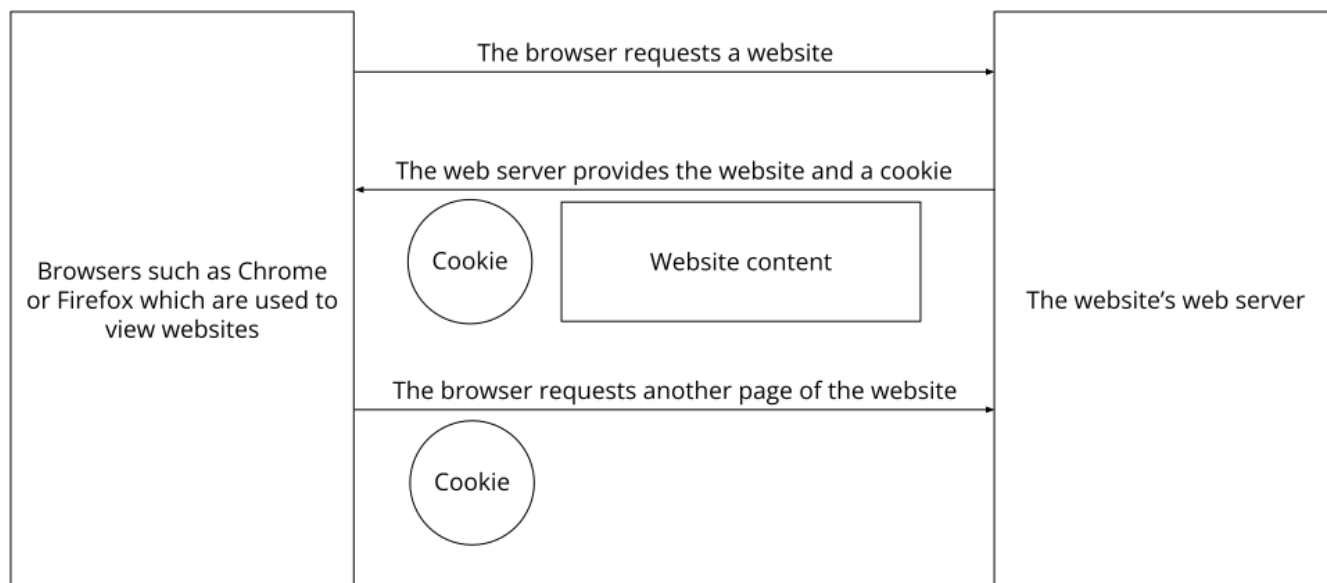 The browser requests a website
The web server provides the website and a cookie
Cookie
Website content
Browsers such as Chrome
or Firefox which are used to
view websites
The website’s web server
The browser requests another page of the website
Cookie